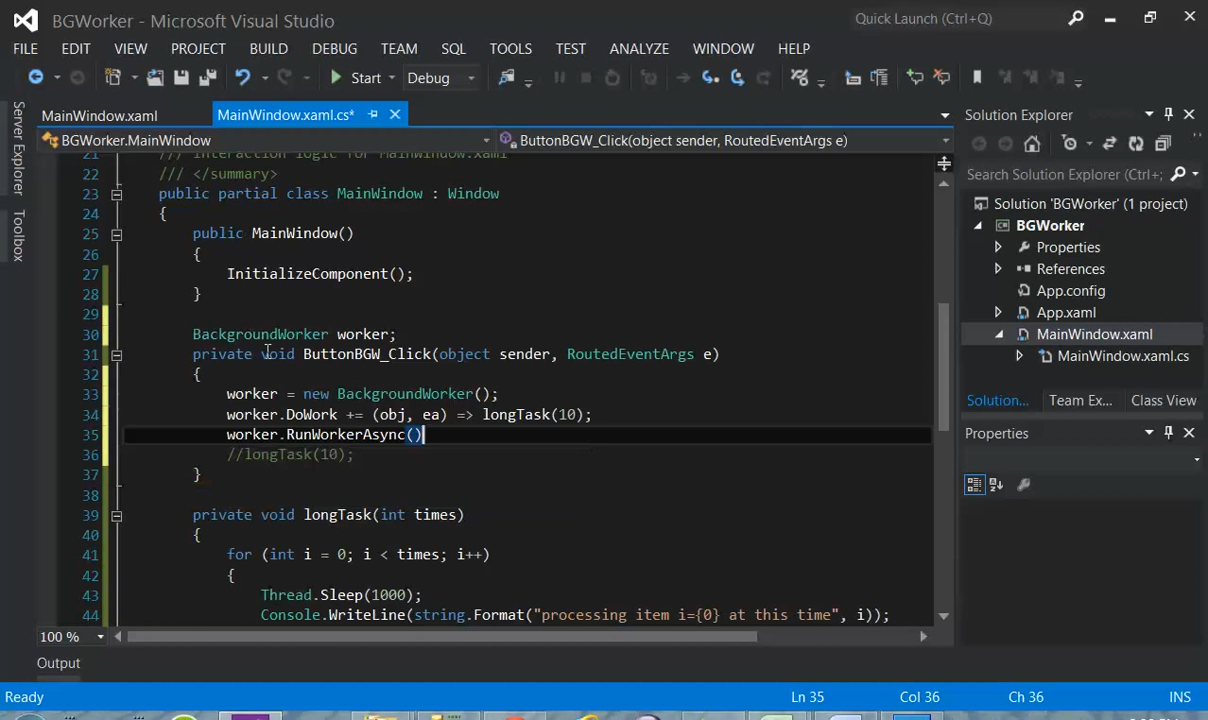 BGWorker - Microsoft Visual Studio
Quick Launch (Ctrl+Q)
FILE EDIT VIEW PROJECT BUILD DEBUG TEAM SQL TOOLS TEST ANALYZE WINDOW HELP
Start Debug
Server Explorer
Toolbox
MainWindow.xaml MainWindow.xaml.cs*
BGWorker.MainWindow ButtonBGW_Click(object sender, RoutedEventArgs e)
21 /// Interaction logic for MainWindow.xaml
22 /// </summary>
23 public partial class MainWindow : Window
24 {
25 public MainWindow()
26 {
27 InitializeComponent();
28 }
29
30 BackgroundWorker worker;
31 private void ButtonBGW_Click(object sender, RoutedEventArgs e)
32 {
33 worker = new BackgroundWorker();
34 worker.DoWork += (obj, ea) => longTask(10);
35 worker.RunWorkerAsync()
36 //longTask(10);
37 }
38
39 private void longTask(int times)
40 {
41 for (int i = 0; i < times; i++)
42 {
43 Thread.Sleep(1000);
44 Console.WriteLine(string.Format("processing item i={0} at this time", i));
100 %
Output
Solution Explorer
Search Solution Explorer (Ctrl+;
Solution 'BGWorker' (1 project)
BGWorker
Properties
References
App.config
App.xaml
MainWindow.xaml
MainWindow.xaml.cs
Solution... Team Ex... Class View
Properties
Ready Ln 35 Col 36 Ch 36 INS